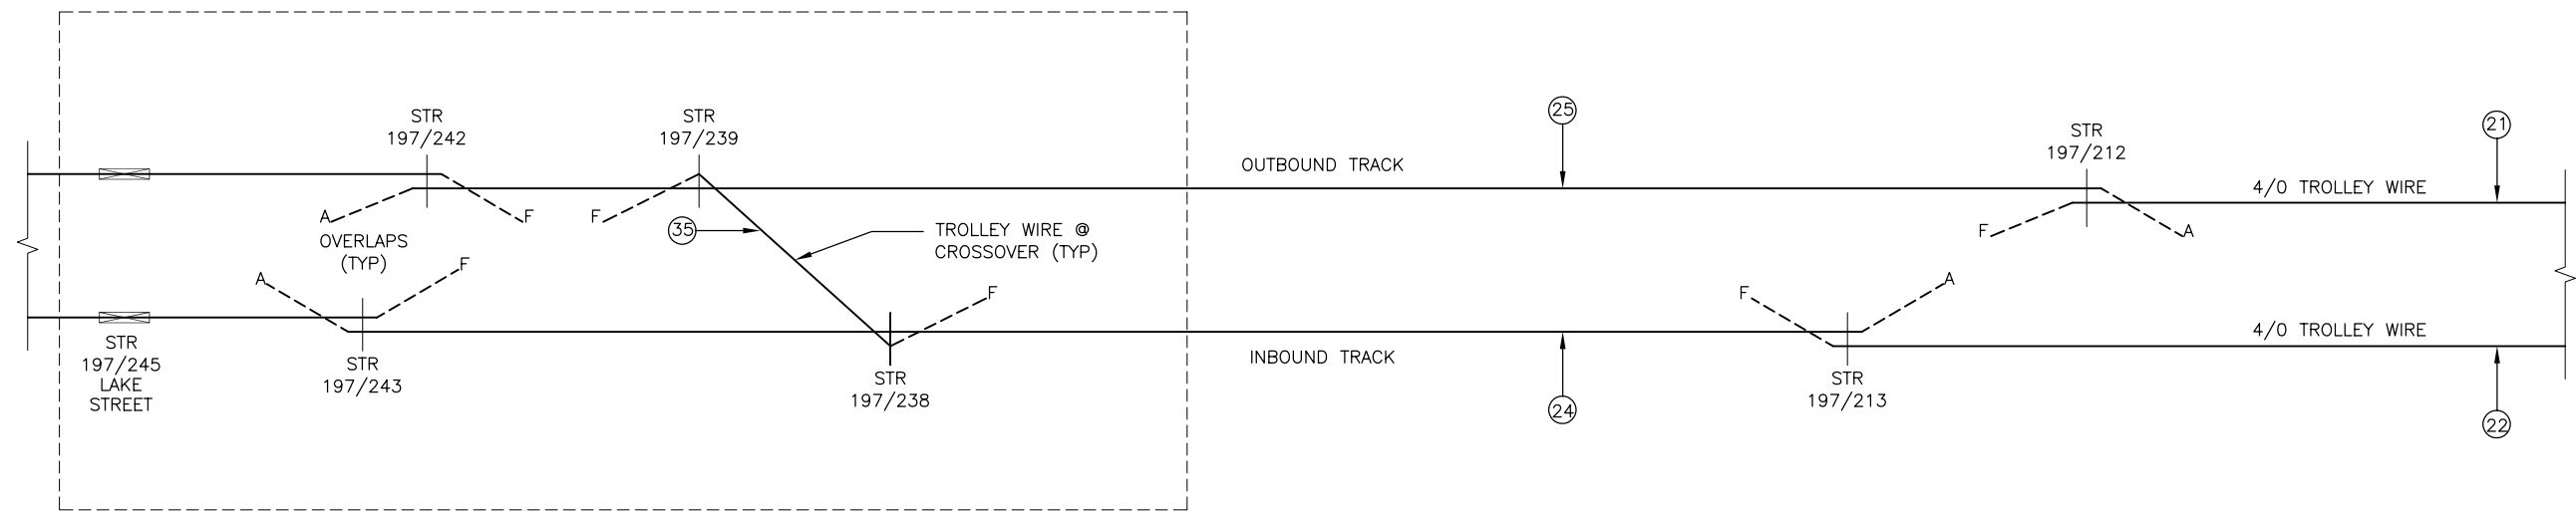 STR
197/242
STR
197/239
25
21
STR
197/212
OUTBOUND TRACK
4/0 TROLLEY WIRE
A
F
F
35
TROLLEY WIRE @
CROSSOVER (TYP)
F
A
OVERLAPS
(TYP)
A
F
F
F
A
STR
197/245
LAKE
STREET
STR
197/243
STR
197/238
INBOUND TRACK
24
STR
197/213
4/0 TROLLEY WIRE
22